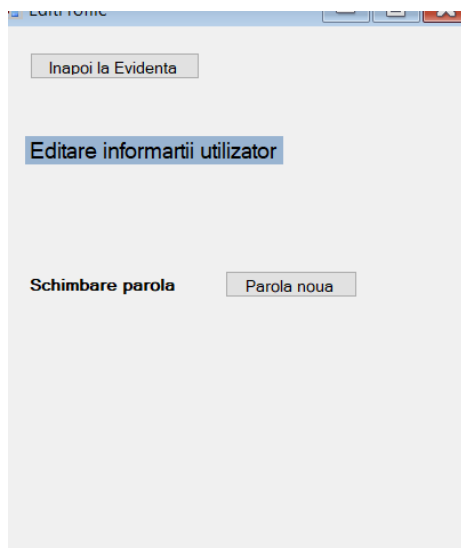 Inapoi la Evidenta
Editare informartii utilizator
Schimbare parola
Parola noua